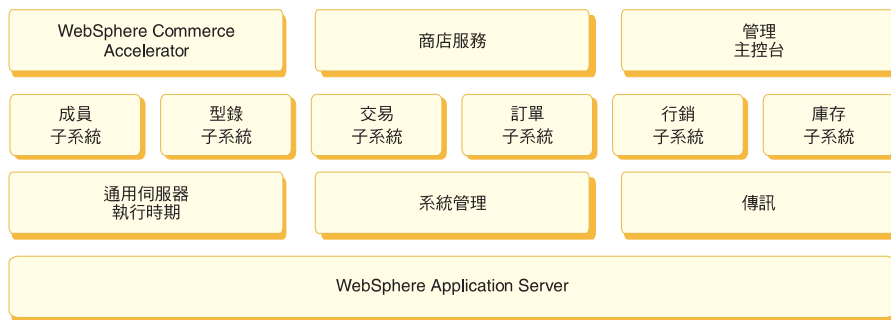 WebSphere Commerce
Accelerator
商店服務
管理
主控台
成員
子系統
型錄
子系統
交易
子系統
訂單
子系統
行銷
子系統
庫存
子系統
通用伺服器
執行時期
系統管理
傳訊
WebSphere Application Server